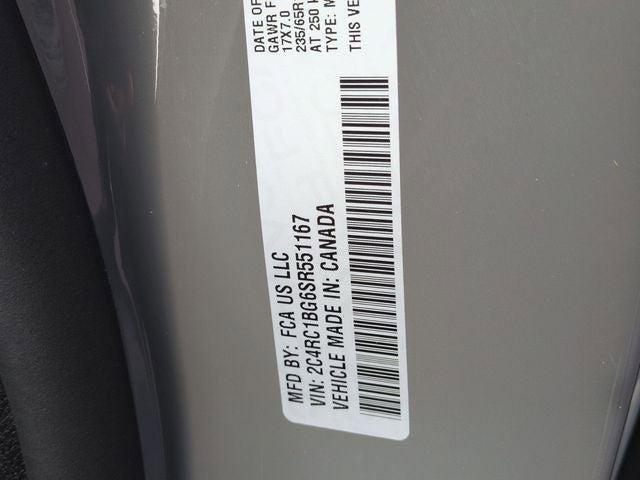 MFD BY: FCA US LLC
VIN: 2C4RC1BG6SR551167
VEHICLE MADE IN: CANADA
DATE OF
GAWR F
17X7.0
235/65R
AT 250
THIS VE